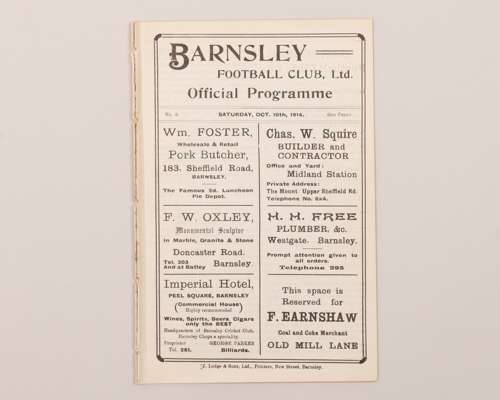 BARNSLEY
FOOTBALL CLUB, Ltd.
Official Programme
No. 4 SATURDAY, OCT. 10th, 1914. One Penny
Wm. FOSTER,
Wholesale & Retail
Pork Butcher,
183, Sheffield Road,
BARNSLEY.
The Famous 2d. Luncheon
Pie Depot.
Chas. W. Squire
BUILDER and
CONTRACTOR
Office and Yard:
Midland Station
Private Address:
The Mount Upper Sheffield Rd.
Telephone No. 2x4.
F. W. OXLEY,
Monumental Sculptor
in Marble, Granite & Stone
Doncaster Road.
Tel. 303 Barnsley.
And at Batley
H. H. FREE
PLUMBER, &c.
Westgate, Barnsley.
Prompt attention given to
all orders.
Telephone 295
Imperial Hotel,
PEEL SQUARE, BARNSLEY
(Commercial House)
Highly recommended
Wines, Spirits, Beers, Cigars
only the BEST
Headquarters of Barnsley Cricket Club.
Barnsley Chops a speciality.
Proprietor GEORGE PARKER
Tel. 281. Billiards.
This space is
Reserved for
F. EARNSHAW
Coal and Coke Merchant
OLD MILL LANE
J. Lodge & Sons, Ltd., Printers, New Street, Barnsley.